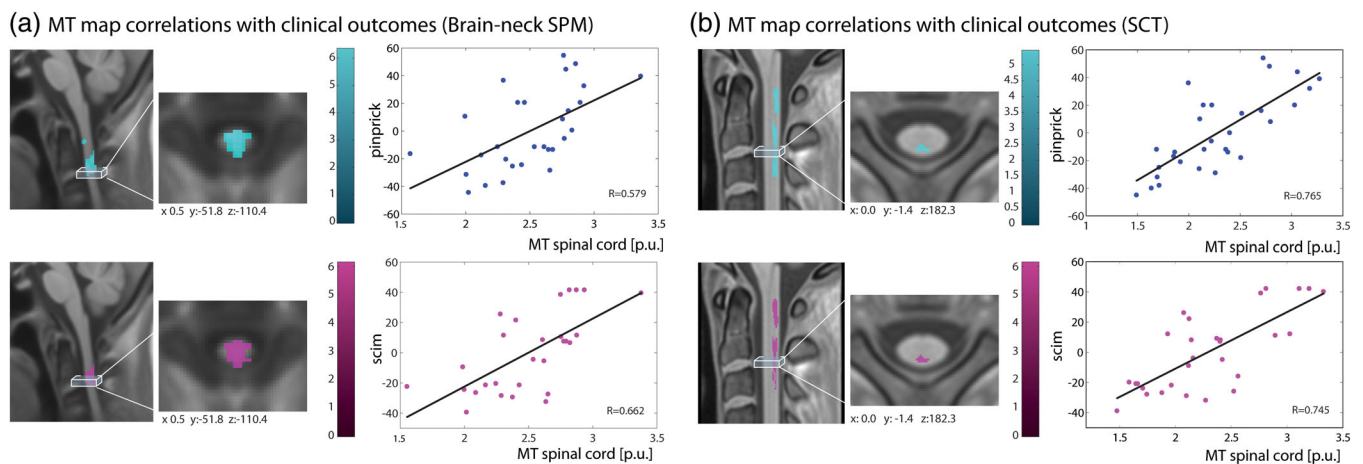 (a) MT map correlations with clinical outcomes (Brain-neck SPM)
6
5
4
3
2
1
0
x 0.5 y:-51.8 z:-110.4
pinprick
60
40
20
0
-20
-40
-60
1.5 2 2.5 3 3.5
R=0.579
MT spinal cord [p.u.]
6
5
4
3
2
1
0
x 0.5 y:-51.8 z:-110.4
scim
60
40
20
0
-20
-40
1.5 2 2.5 3 3.5
R=0.662
MT spinal cord [p.u.]
(b) MT map correlations with clinical outcomes (SCT)
5
4.5
4
3.5
3
2.5
2
1.5
1
0.5
0
x: 0.0 y: -1.4 z:182.3
pinprick
60
40
20
0
-20
-40
-60
1 1.5 2 2.5 3 3.5
R=0.765
MT spinal cord [p.u.]
6
5
4
3
2
1
0
x: 0.0 y: -1.4 z:182.3
scim
60
40
20
0
-20
-40
1.5 2 2.5 3 3.5
R=0.745
MT spinal cord [p.u.]